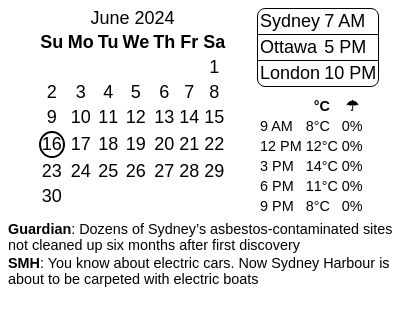 June 2024
Su Mo Tu We Th Fr Sa
1
2 3 4 5 6 7 8
9 10 11 12 13 14 15
16 17 18 19 20 21 22
23 24 25 26 27 28 29
30
Sydney 7 AM
Ottawa 5 PM
London 10 PM
°C ☂
9 AM 8°C 0%
12 PM 12°C 0%
3 PM 14°C 0%
6 PM 11°C 0%
9 PM 8°C 0%
Guardian: Dozens of Sydney's asbestos-contaminated sites
not cleaned up six months after first discovery
SMH: You know about electric cars. Now Sydney Harbour is
about to be carpeted with electric boats